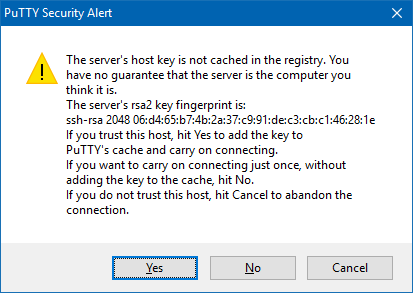 PuTTY Security Alert
The server's host key is not cached in the registry. You
have no guarantee that the server is the computer you
think it is.
The server's rsa2 key fingerprint is:
ssh-rsa 2048 06:d4:65:b7:4b:2a:37:c9:91:de:c3:cb:c1:46:28:1e
If you trust this host, hit Yes to add the key to
PuTTY's cache and carry on connecting.
If you want to carry on connecting just once, without
adding the key to the cache, hit No.
If you do not trust this host, hit Cancel to abandon the
connection.
Yes
No
Cancel